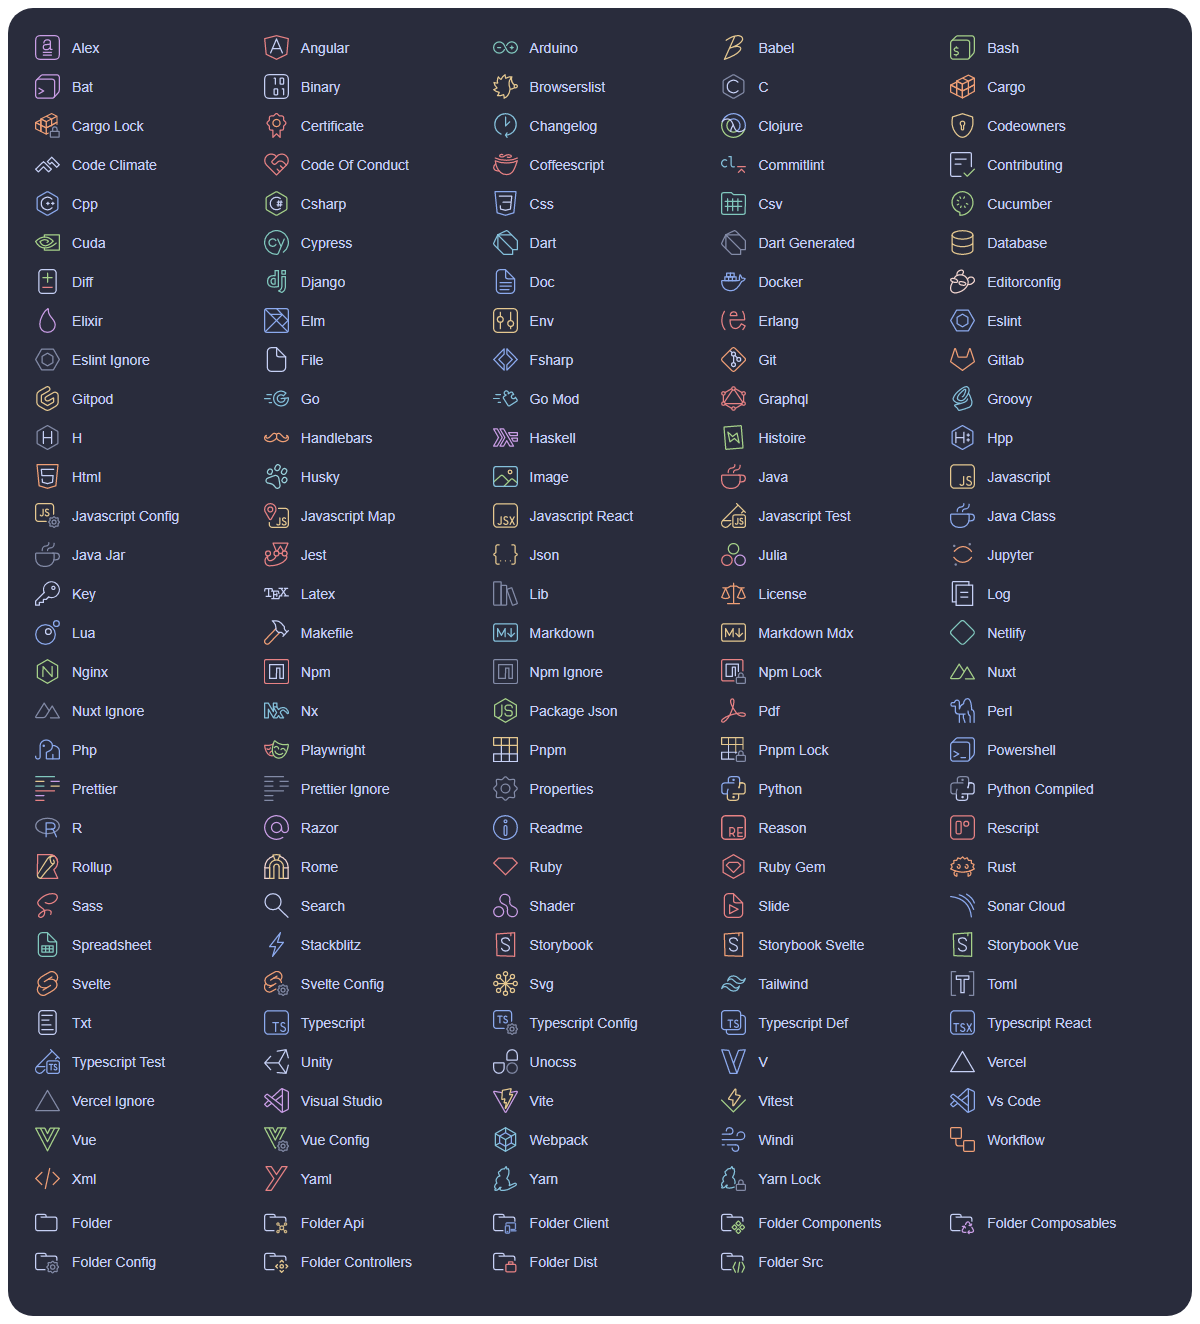 Alex Angular Arduino Babel Bash
Bat Binary Browserslist C Cargo
Cargo Lock Certificate Changelog Clojure Codeowners
Code Climate Code Of Conduct Coffeescript Commitlint Contributing
Cpp Csharp Css Csv Cucumber
Cuda Cypress Dart Dart Generated Database
Diff Django Doc Docker Editorconfig
Elixir Elm Env Erlang Eslint
Eslint Ignore File Fsharp Git Gitlab
Gitpod Go Go Mod Graphql Groovy
H Handlebars Haskell Histoire Hpp
Html Husky Image Java Javascript
Javascript Config Javascript Map Javascript React Javascript Test Java Class
Java Jar Jest Json Julia Jupyter
Key Latex Lib License Log
Lua Makefile Markdown Markdown Mdx Netlify
Nginx Npm Npm Ignore Npm Lock Nuxt
Nuxt Ignore Nx Package Json Pdf Perl
Php Playwright Pnpm Pnpm Lock Powershell
Prettier Prettier Ignore Properties Python Python Compiled
R Razor Readme Reason Rescript
Rollup Rome Ruby Ruby Gem Rust
Sass Search Shader Slide Sonar Cloud
Spreadsheet Stackblitz Storybook Storybook Svelte Storybook Vue
Svelte Svelte Config Svg Tailwind Toml
Txt Typescript Typescript Config Typescript Def Typescript React
Typescript Test Unity Unocss V Vercel
Vercel Ignore Visual Studio Vite Vitest Vs Code
Vue Vue Config Webpack Windi Workflow
Xml Yaml Yarn Yarn Lock
Folder Folder Api Folder Client Folder Components Folder Composables
Folder Config Folder Controllers Folder Dist Folder Src